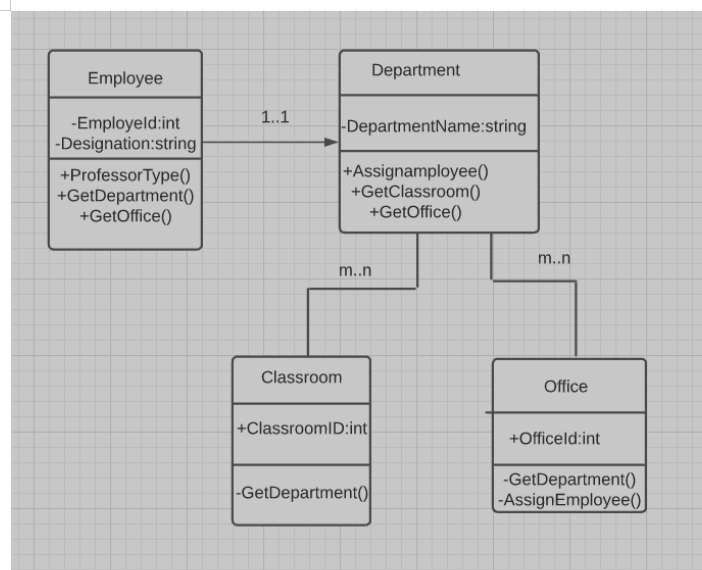 Employee
-EmployeId:int
-Designation:string
+ProfessorType()
+GetDepartment()
+GetOffice()
1..1
Department
-DepartmentName:string
+Assignamployee()
+GetClassroom()
+GetOffice()
m..n
m..n
Classroom
+ClassroomID:int
-GetDepartment()
Office
+OfficeId:int
-GetDepartment()
-AssignEmployee()